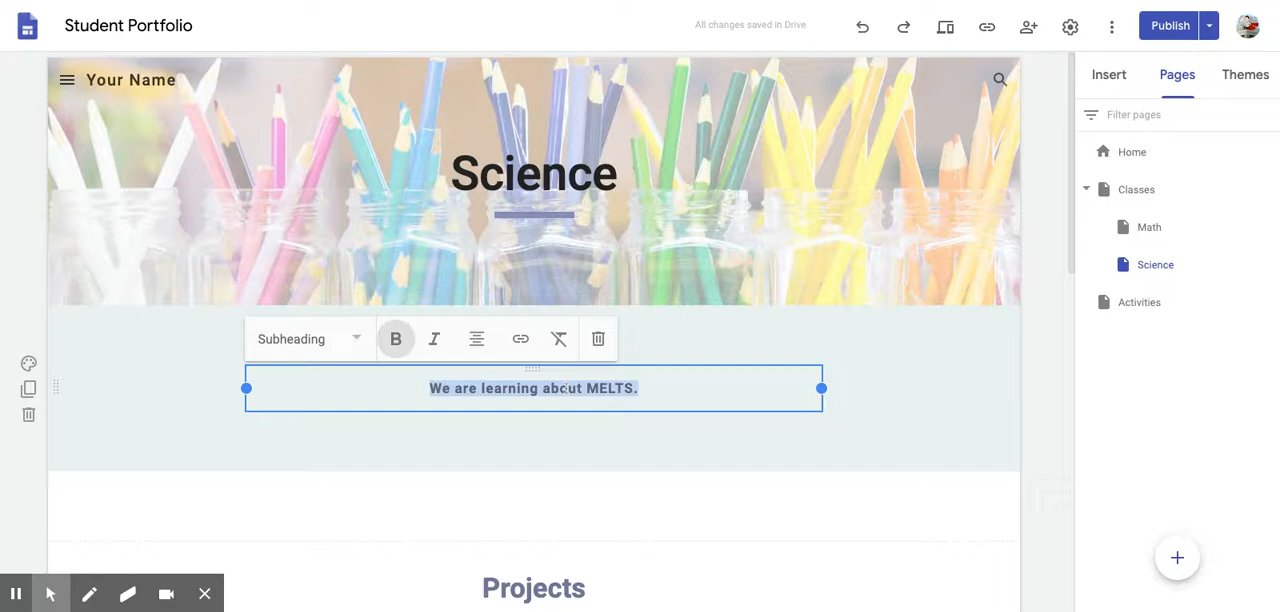 Student Portfolio
All changes saved in Drive
Publish
Your Name
Insert
Pages
Themes
Filter pages
Science
Home
Classes
Math
Science
Activities
Subheading
B
I
We are learning about MELTS.
Projects